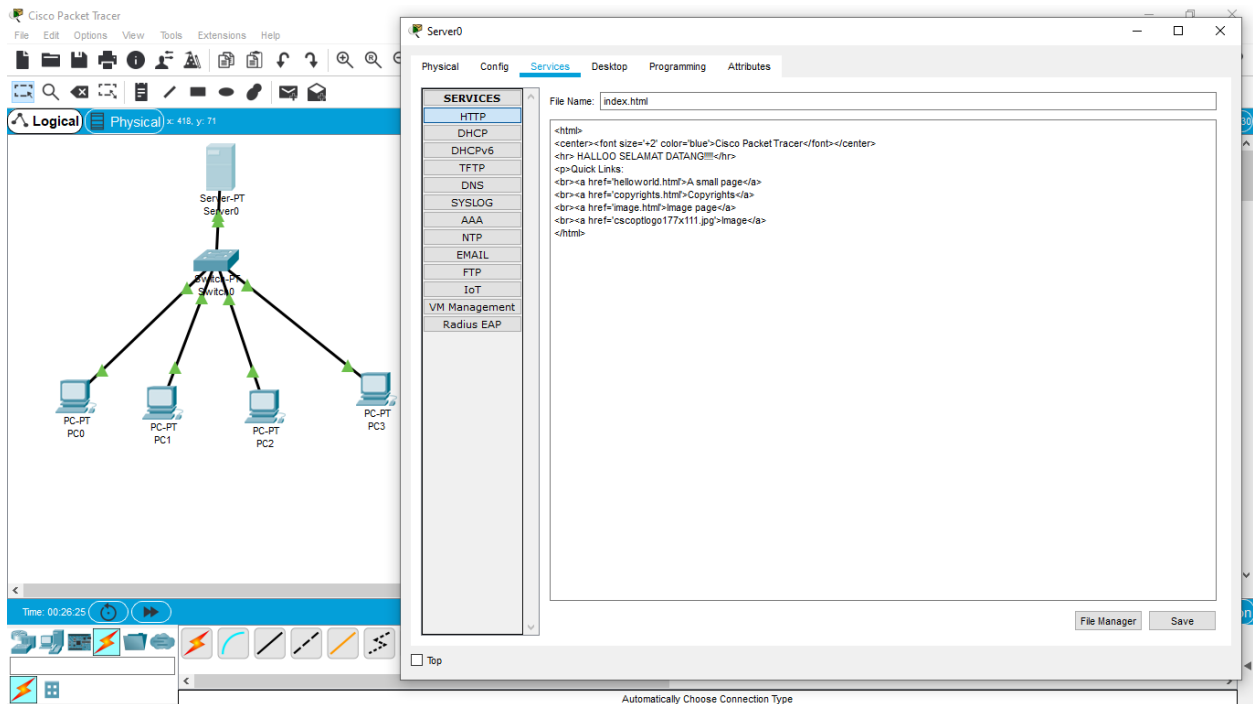 Cisco Packet Tracer
File Edit Options View Tools Extensions Help
Logical Physical x: 418, y: 71
Server-PT
Server0
Switch-PT
Switch0
PC-PT
PC0
PC-PT
PC1
PC-PT
PC2
PC-PT
PC3
Time: 00:26:25
Automatically Choose Connection Type
Server0
Physical Config Services Desktop Programming Attributes
SERVICES
HTTP
DHCP
DHCPv6
TFTP
DNS
SYSLOG
AAA
NTP
EMAIL
FTP
IoT
VM Management
Radius EAP
File Name: index.html
<html>
<center><font size='+2' color='blue'>Cisco Packet Tracer</font></center>
<hr> HALLOO SELAMAT DATANG!!!!</hr>
<p>Quick Links:
<br><a href='helloworld.html'>A small page</a>
<br><a href='copyrights.html'>Copyrights</a>
<br><a href='image.html'>Image page</a>
<br><a href='cscoptlogo177x111.jpg'>Image</a>
</html>
File Manager Save
Top